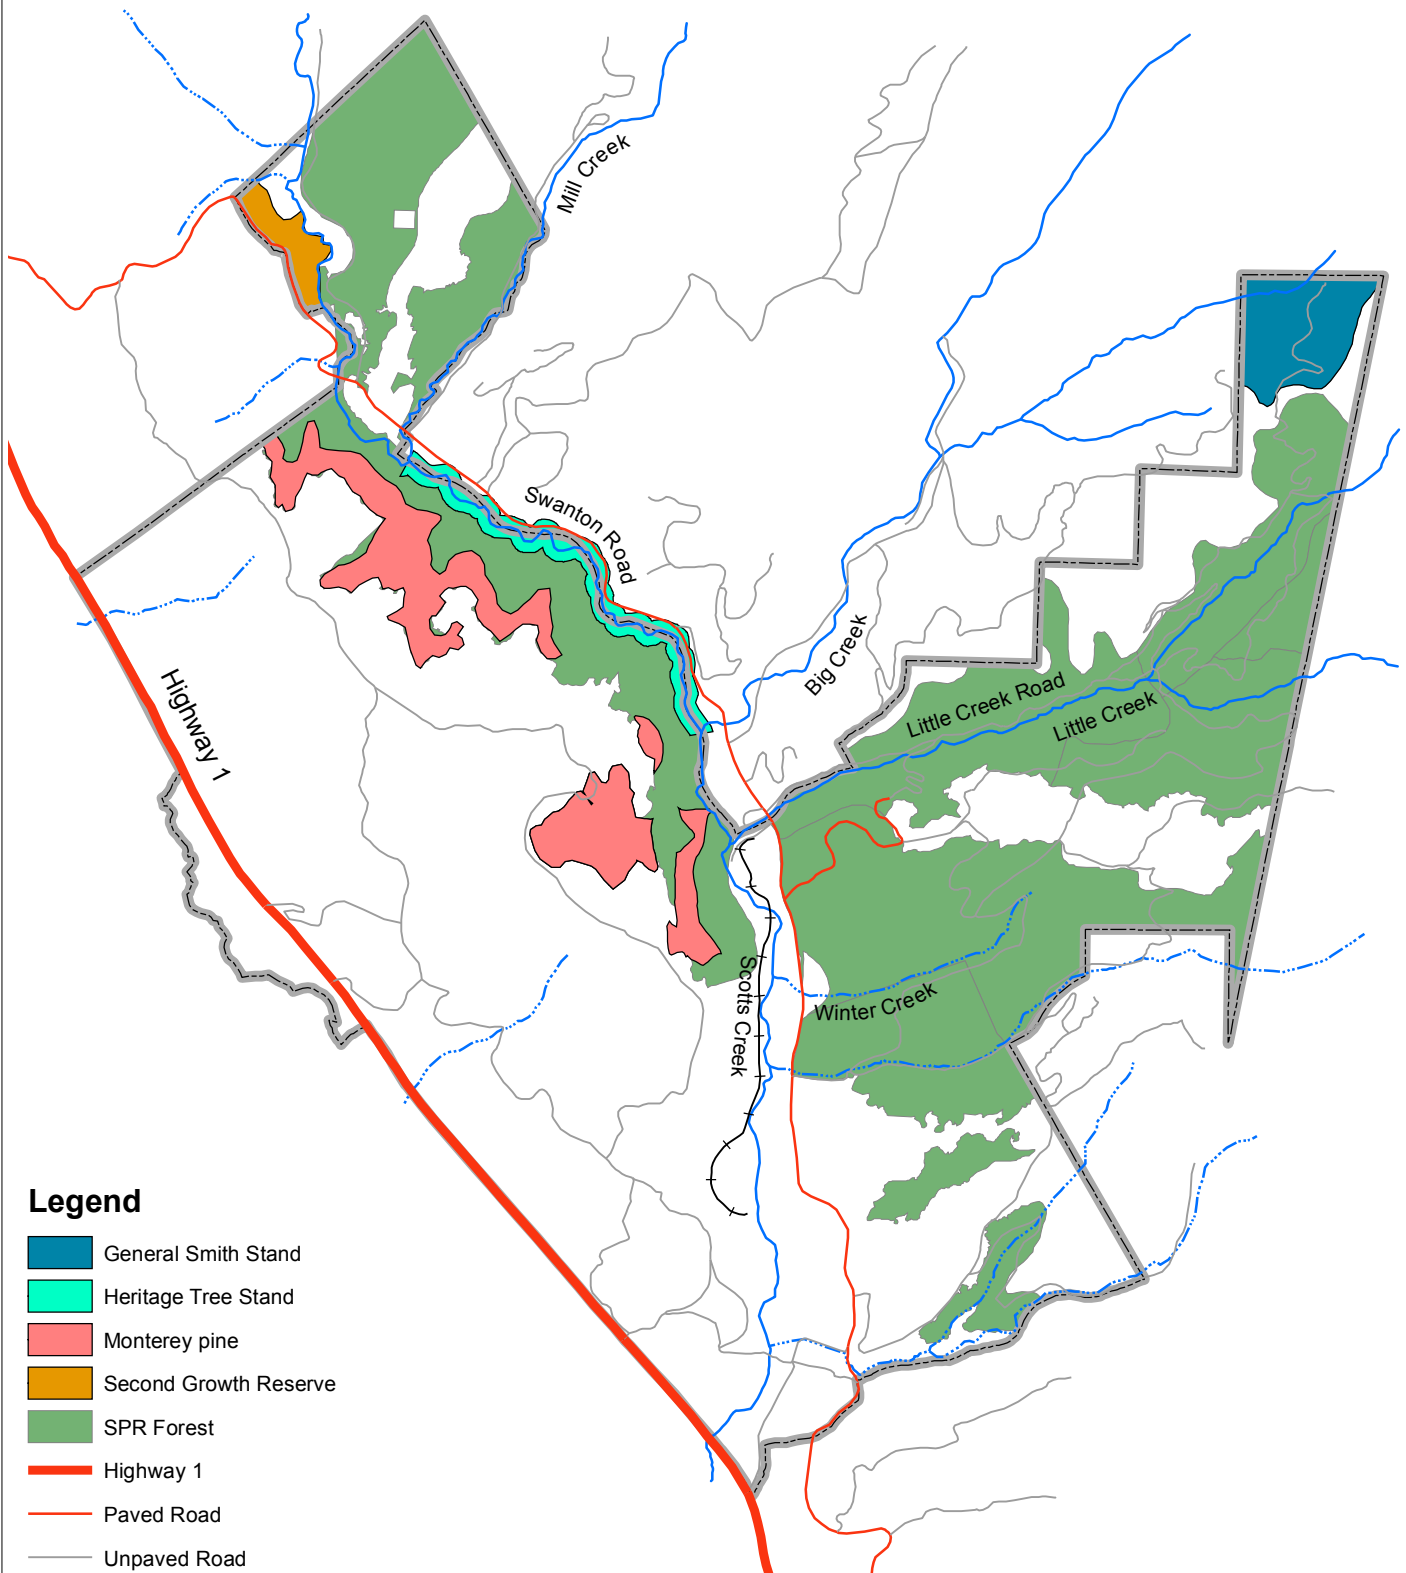 Mill Creek
Swanton Road
Big Creek
Little Creek Road
Little Creek
Highway 1
Scotts Creek
Winter Creek
Legend
General Smith Stand
Heritage Tree Stand
Monterey pine
Second Growth Reserve
SPR Forest
Highway 1
Paved Road
Unpaved Road